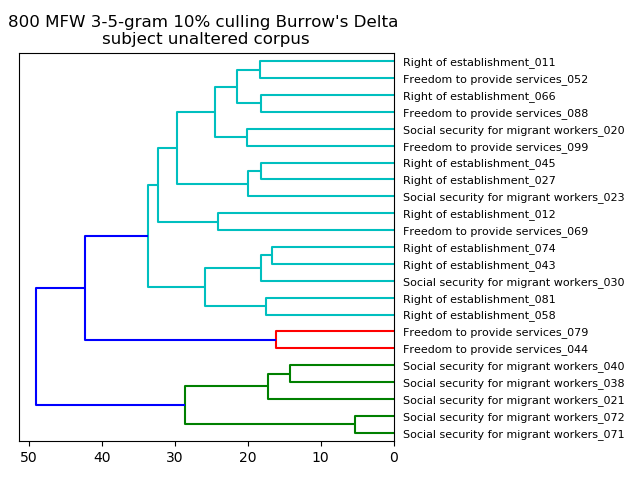 800 MFW 3-5-gram 10% culling Burrow's Delta
subject unaltered corpus
Right of establishment_011
Freedom to provide services_052
Right of establishment_066
Freedom to provide services_088
Social security for migrant workers_020
Freedom to provide services_099
Right of establishment_045
Right of establishment_027
Social security for migrant workers_023
Right of establishment_012
Freedom to provide services_069
Right of establishment_074
Right of establishment_043
Social security for migrant workers_030
Right of establishment_081
Right of establishment_058
Freedom to provide services_079
Freedom to provide services_044
Social security for migrant workers_040
Social security for migrant workers_038
Social security for migrant workers_021
Social security for migrant workers_072
Social security for migrant workers_071
50 40 30 20 10 0